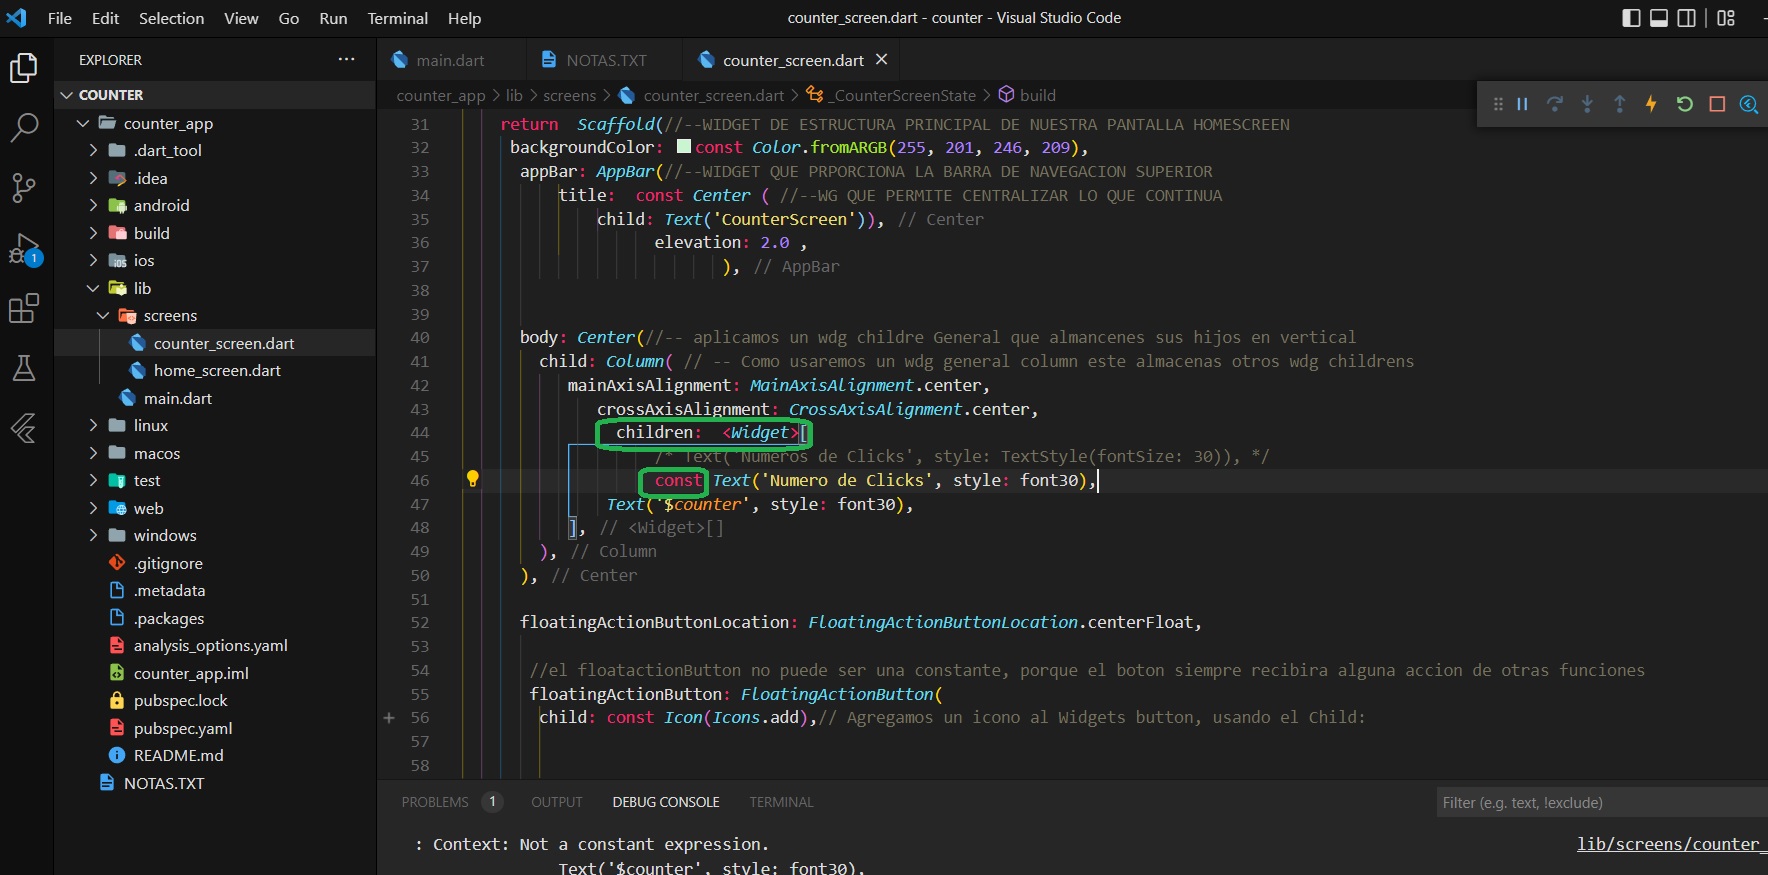 File Edit Selection View Go Run Terminal Help
counter_screen.dart - counter - Visual Studio Code
EXPLORER
COUNTER
counter_app
.dart_tool
.idea
android
build
ios
lib
screens
counter_screen.dart
home_screen.dart
main.dart
linux
macos
test
web
windows
.gitignore
.metadata
.packages
analysis_options.yaml
counter_app.iml
pubspec.lock
pubspec.yaml
README.md
NOTAS.TXT
1
main.dart NOTAS.TXT counter_screen.dart
counter_app > lib > screens > counter_screen.dart > _CounterScreenState > build
31 return  Scaffold(//--WIDGET DE ESTRUCTURA PRINCIPAL DE NUESTRA PANTALLA HOMESCREEN
32 backgroundColor: const Color.fromARGB(255, 201, 246, 209),
33 appBar: AppBar(//--WIDGET QUE PRPORCIONA LA BARRA DE NAVEGACION SUPERIOR
34 title:  const Center ( //--WG QUE PERMITE CENTRALIZAR LO QUE CONTINUA
35 child: Text('CounterScreen')), // Center
36 elevation: 2.0 ,
37 ), // AppBar
38
39
40 body: Center(//-- aplicamos un wdg childre General que almancenes sus hijos en vertical
41 child: Column( // -- Como usaremos un wdg general column este almacenas otros wdg childrens
42 mainAxisAlignment: MainAxisAlignment.center,
43 crossAxisAlignment: CrossAxisAlignment.center,
44 children:  <Widget>[
45 /* Text('Numeros de Clicks', style: TextStyle(fontSize: 30)), */
46 const Text('Numero de Clicks', style: font30),
47 Text('$counter', style: font30),
48 ], // <Widget>[]
49 ), // Column
50 ), // Center
51
52 floatingActionButtonLocation: FloatingActionButtonLocation.centerFloat,
53
54 //el floatactionButton no puede ser una constante, porque el boton siempre recibira alguna accion de otras funciones
55 floatingActionButton: FloatingActionButton(
56 child: const Icon(Icons.add),// Agregamos un icono al Widgets button, usando el Child:
57
58
PROBLEMS 1 OUTPUT DEBUG CONSOLE TERMINAL
Filter (e.g. text, !exclude)
: Context: Not a constant expression. lib/screens/counter_
Text('$counter', style: font30),